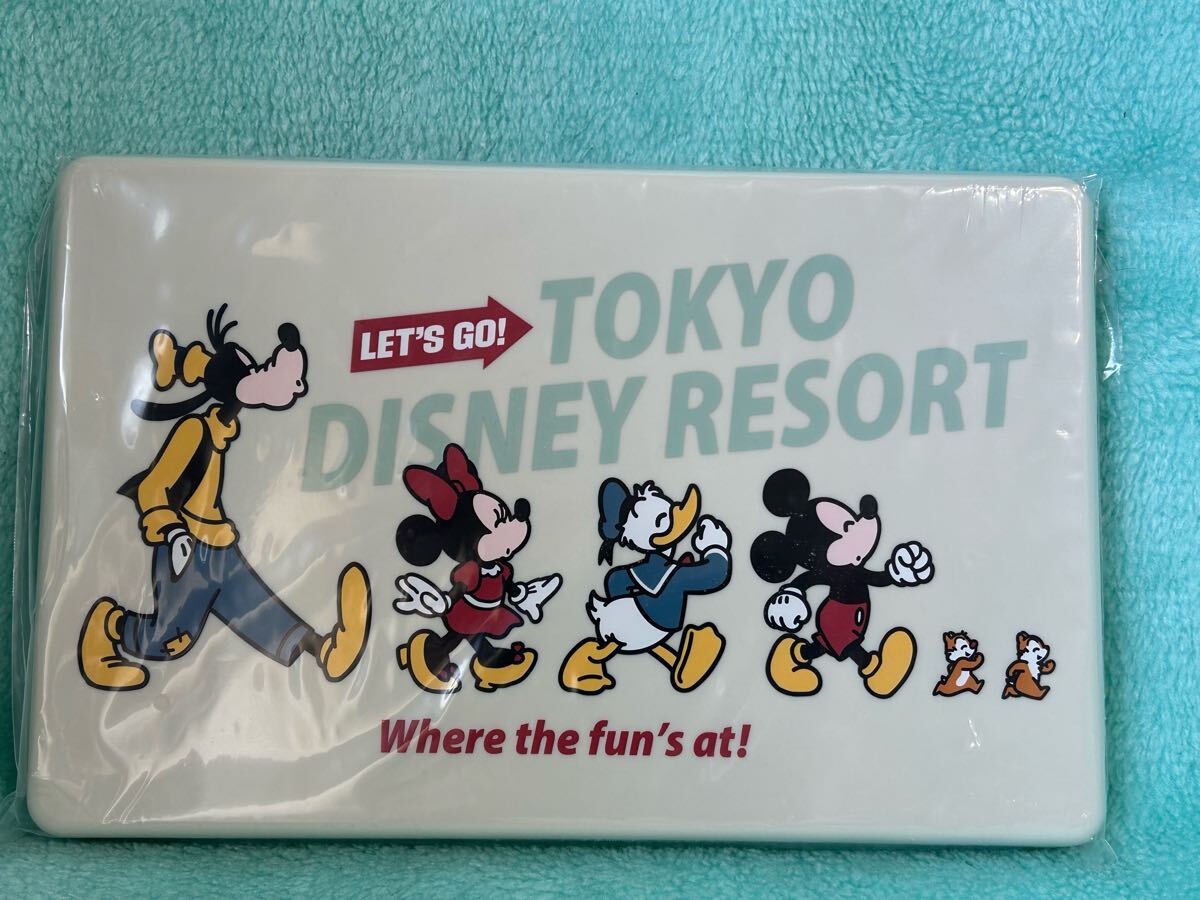 LET'S GO!
TOKYO
DISNEY RESORT
Where the fun's at!